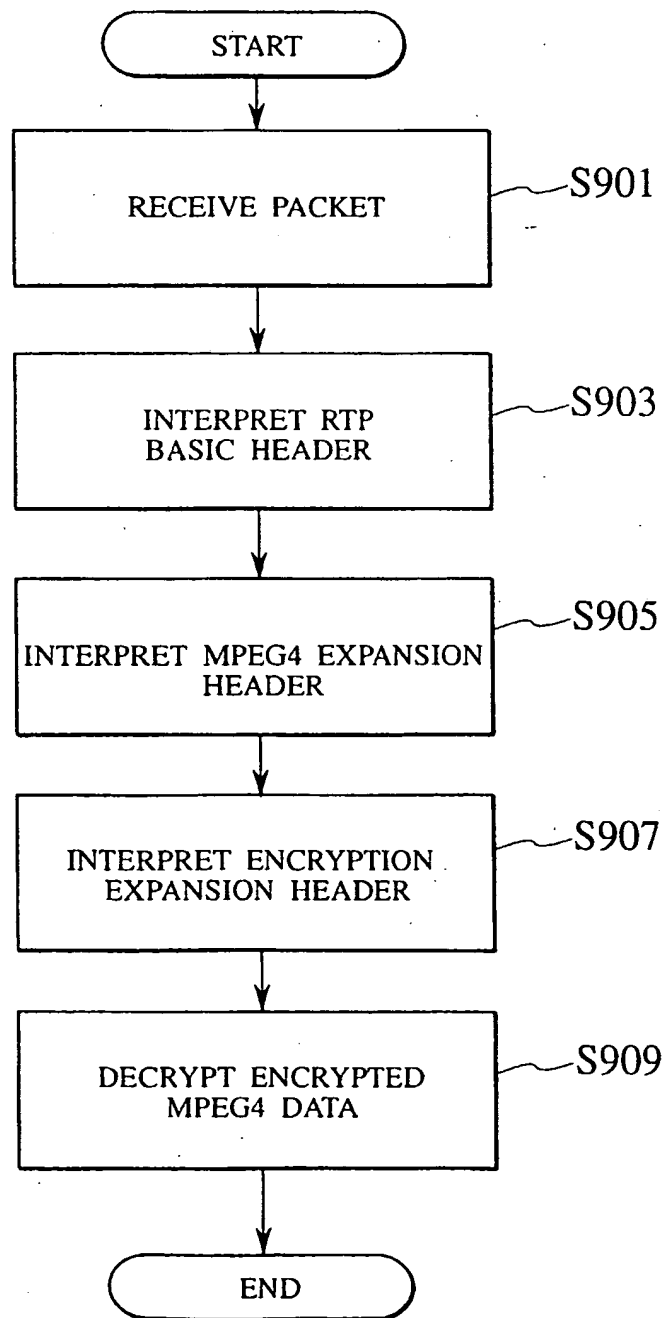 START
RECEIVE PACKET
S901
INTERPRET RTP
BASIC HEADER
S903
INTERPRET MPEG4 EXPANSION
HEADER
S905
INTERPRET ENCRYPTION
EXPANSION HEADER
S907
DECRYPT ENCRYPTED
MPEG4 DATA
S909
END